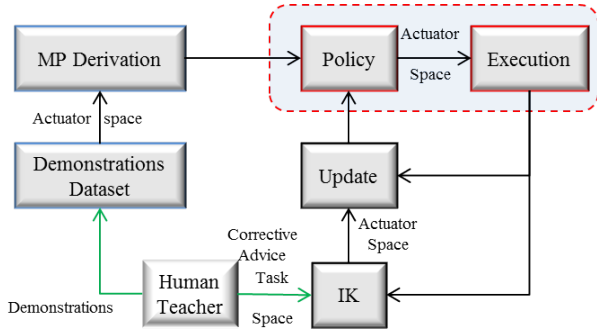 MP Derivation
Policy
Actuator
Space
Execution
Actuator space
Demonstrations
Dataset
Update
Actuator
Space
Corrective
Advice
Task
Space
Demonstrations
Human
Teacher
IK